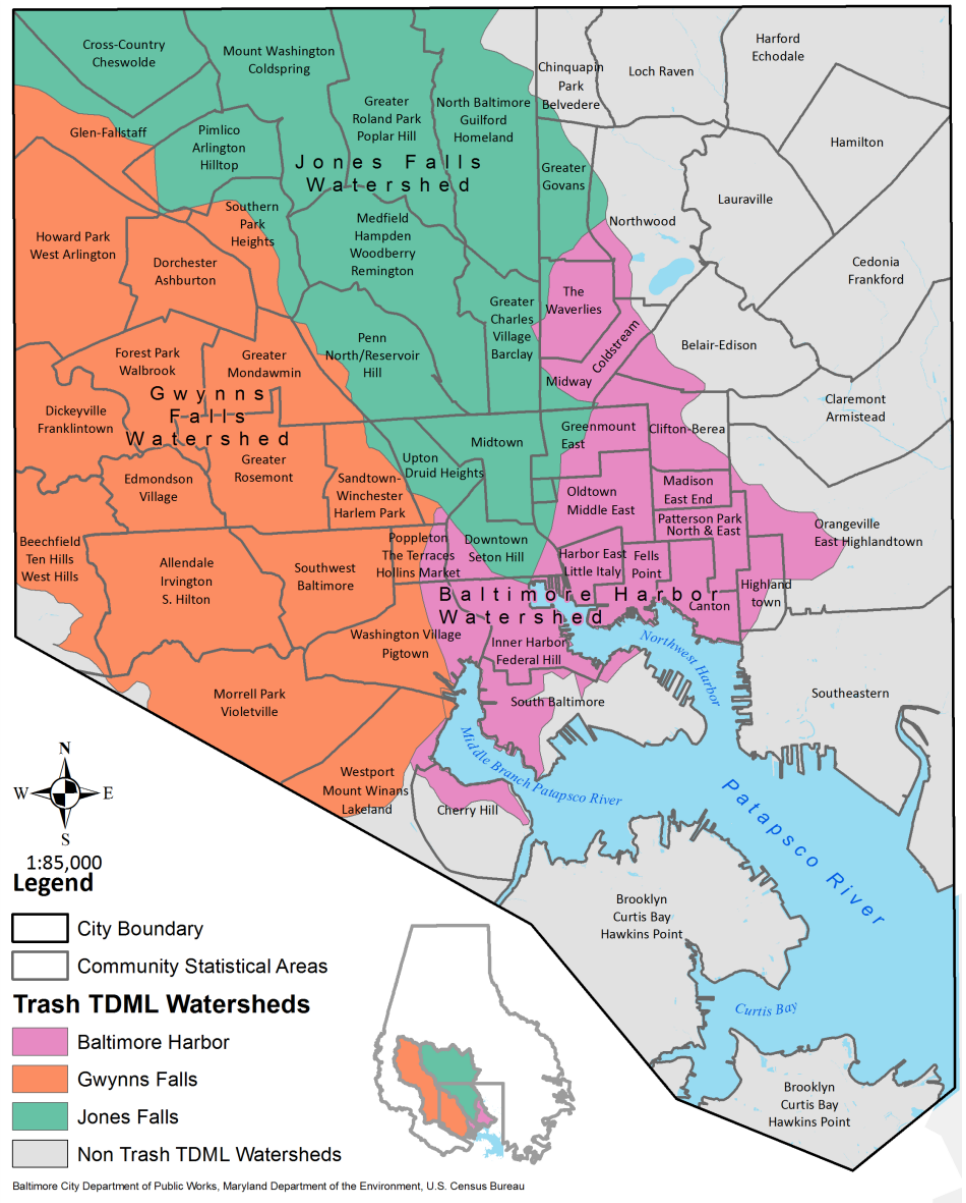 Cross-Country
Cheswolde
Mount Washington
Coldspring
Greater
Roland Park
Poplar Hill
North Baltimore
Guilford
Homeland
Chinquapin
Park
Belvedere
Loch Raven
Harford
Echodale
Hamilton
Glen-Fallstaff
Pimlico
Arlington
Hilltop
Jones Falls
Watershed
Greater
Govans
Northwood
Lauraville
Howard Park
West Arlington
Southern
Park
Heights
Dorchester
Ashburton
Medfield
Hampden
Woodberry
Remington
Cedonia
Frankford
The
Waverlies
Greater
Charles
Village
Barclay
Penn
North/Reservoir
Hill
Coldstream
Midway
Belair-Edison
Forest Park
Walbrook
Greater
Mondawmin
Gwynns
Falls
Watershed
Dickeyville
Franklintown
Claremont
Armistead
Greenmount
East
Clifton-Berea
Midtown
Upton
Druid Heights
Greater
Rosemont
Edmondson
Village
Sandtown-
Winchester
Harlem Park
Oldtown
Middle East
Madison
East End
Patterson Park
North & East
Orangeville
East Highlandtown
Beechfield
Ten Hills
West Hills
Allendale
Irvington
S. Hilton
Southwest
Baltimore
Poppleton
The Terraces
Hollins Market
Downtown
Seton Hill
Harbor East
Little Italy
Fells
Point
Highland
town
Canton
Baltimore Harbor
Watershed
Washington Village
Pigtown
Inner Harbor
Federal Hill
Northwest Harbor
South Baltimore
Southeastern
Morrell Park
Violetville
Westport
Mount Winans
Lakeland
Middle Branch Patapsco River
Cherry Hill
Patapsco River
Brooklyn
Curtis Bay
Hawkins Point
Curtis Bay
Brooklyn
Curtis Bay
Hawkins Point
N
W
E
S
1:85,000
Legend
City Boundary
Community Statistical Areas
Trash TDML Watersheds
Baltimore Harbor
Gwynns Falls
Jones Falls
Non Trash TDML Watersheds
Baltimore City Department of Public Works, Maryland Department of the Environment, U.S. Census Bureau